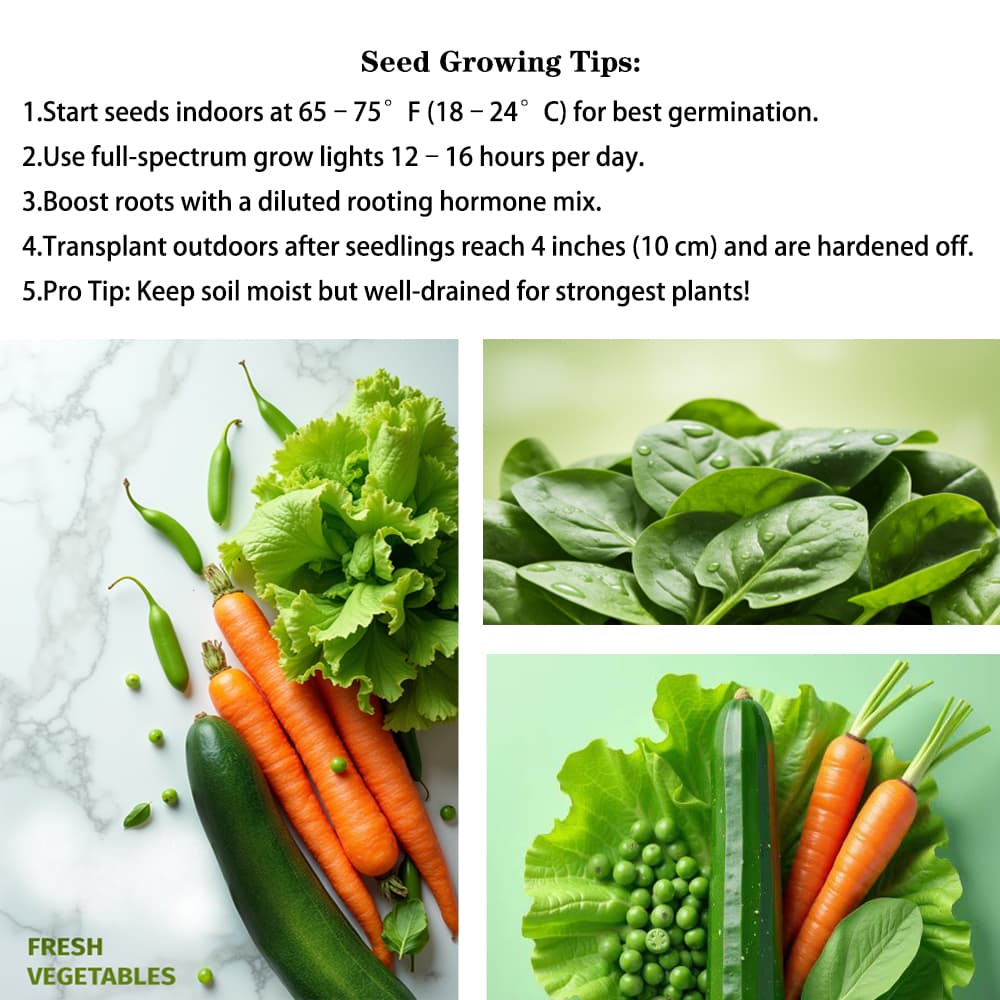 Seed Growing Tips:
1.Start seeds indoors at 65 – 75° F (18 – 24° C) for best germination.
2.Use full-spectrum grow lights 12 – 16 hours per day.
3.Boost roots with a diluted rooting hormone mix.
4.Transplant outdoors after seedlings reach 4 inches (10 cm) and are hardened off.
5.Pro Tip: Keep soil moist but well-drained for strongest plants!
FRESH
VEGETABLES